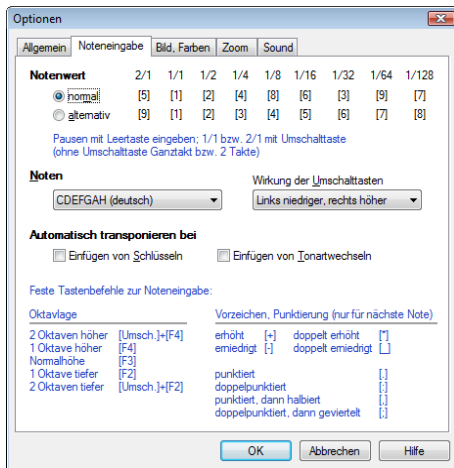 Optionen
Allgemein Noteneingabe Bild, Farben Zoom Sound
Notenwert 2/1 1/1 1/2 1/4 1/8 1/16 1/32 1/64 1/128
normal [5] [1] [2] [4] [8] [6] [3] [9] [7]
alternativ [9] [1] [2] [3] [4] [5] [6] [7] [8]
Pausen mit Leertaste eingeben; 1/1 bzw. 2/1 mit Umschalttaste
(ohne Umschalttaste Ganztakt bzw. 2 Takte)
Noten Wirkung der Umschalttasten
CDEFGAH (deutsch) Links niedriger, rechts höher
Automatisch transponieren bei
Einfügen von Schlüsseln Einfügen von Tonartwechseln
Feste Tastenbefehle zur Noteneingabe:
Oktavlage Vorzeichen, Punktierung (nur für nächste Note)
2 Oktaven höher [Umsch.]+[F4] erhöht [+] doppelt erhöht [*]
1 Oktave höher [F4] erniedrigt [-] doppelt erniedrigt [_]
Normalhöhe [F3]
1 Oktave tiefer [F2] punktiert [.]
2 Oktaven tiefer [Umsch.]+[F2] doppelpunktiert [:]
punktiert, dann halbiert [,]
doppelpunktiert, dann geviertelt [;]
OK Abbrechen Hilfe